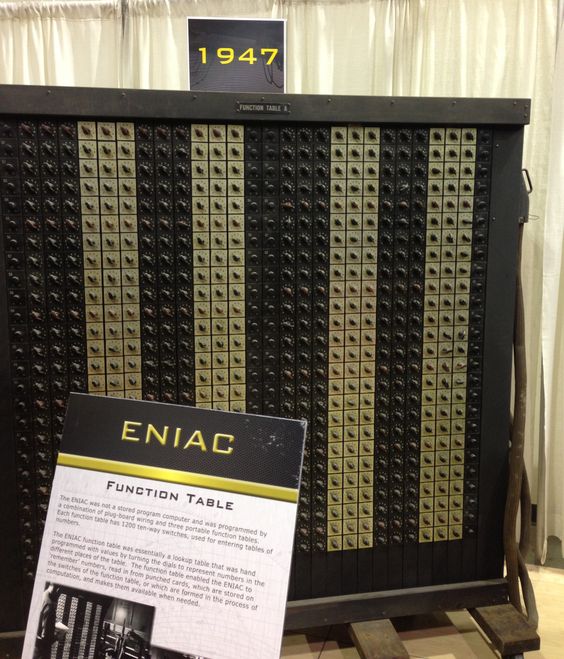 1947
FUNCTION TABLE A
ENIAC
FUNCTION TABLE
The ENIAC was not a stored program computer and was programmed by
a combination of plug-board wiring and three portable function tables.
Each function table has 1200 ten-way switches, used for entering tables of
numbers.
The ENIAC function table was essentially a lookup table that was hand
programmed with values by turning the dials to represent numbers in the
different places of the table. The function table enabled the ENIAC to
'remember' numbers, read in from punched cards, which are stored on
the switches of the function table, or which are formed in the process of
computation, and makes them available when needed.